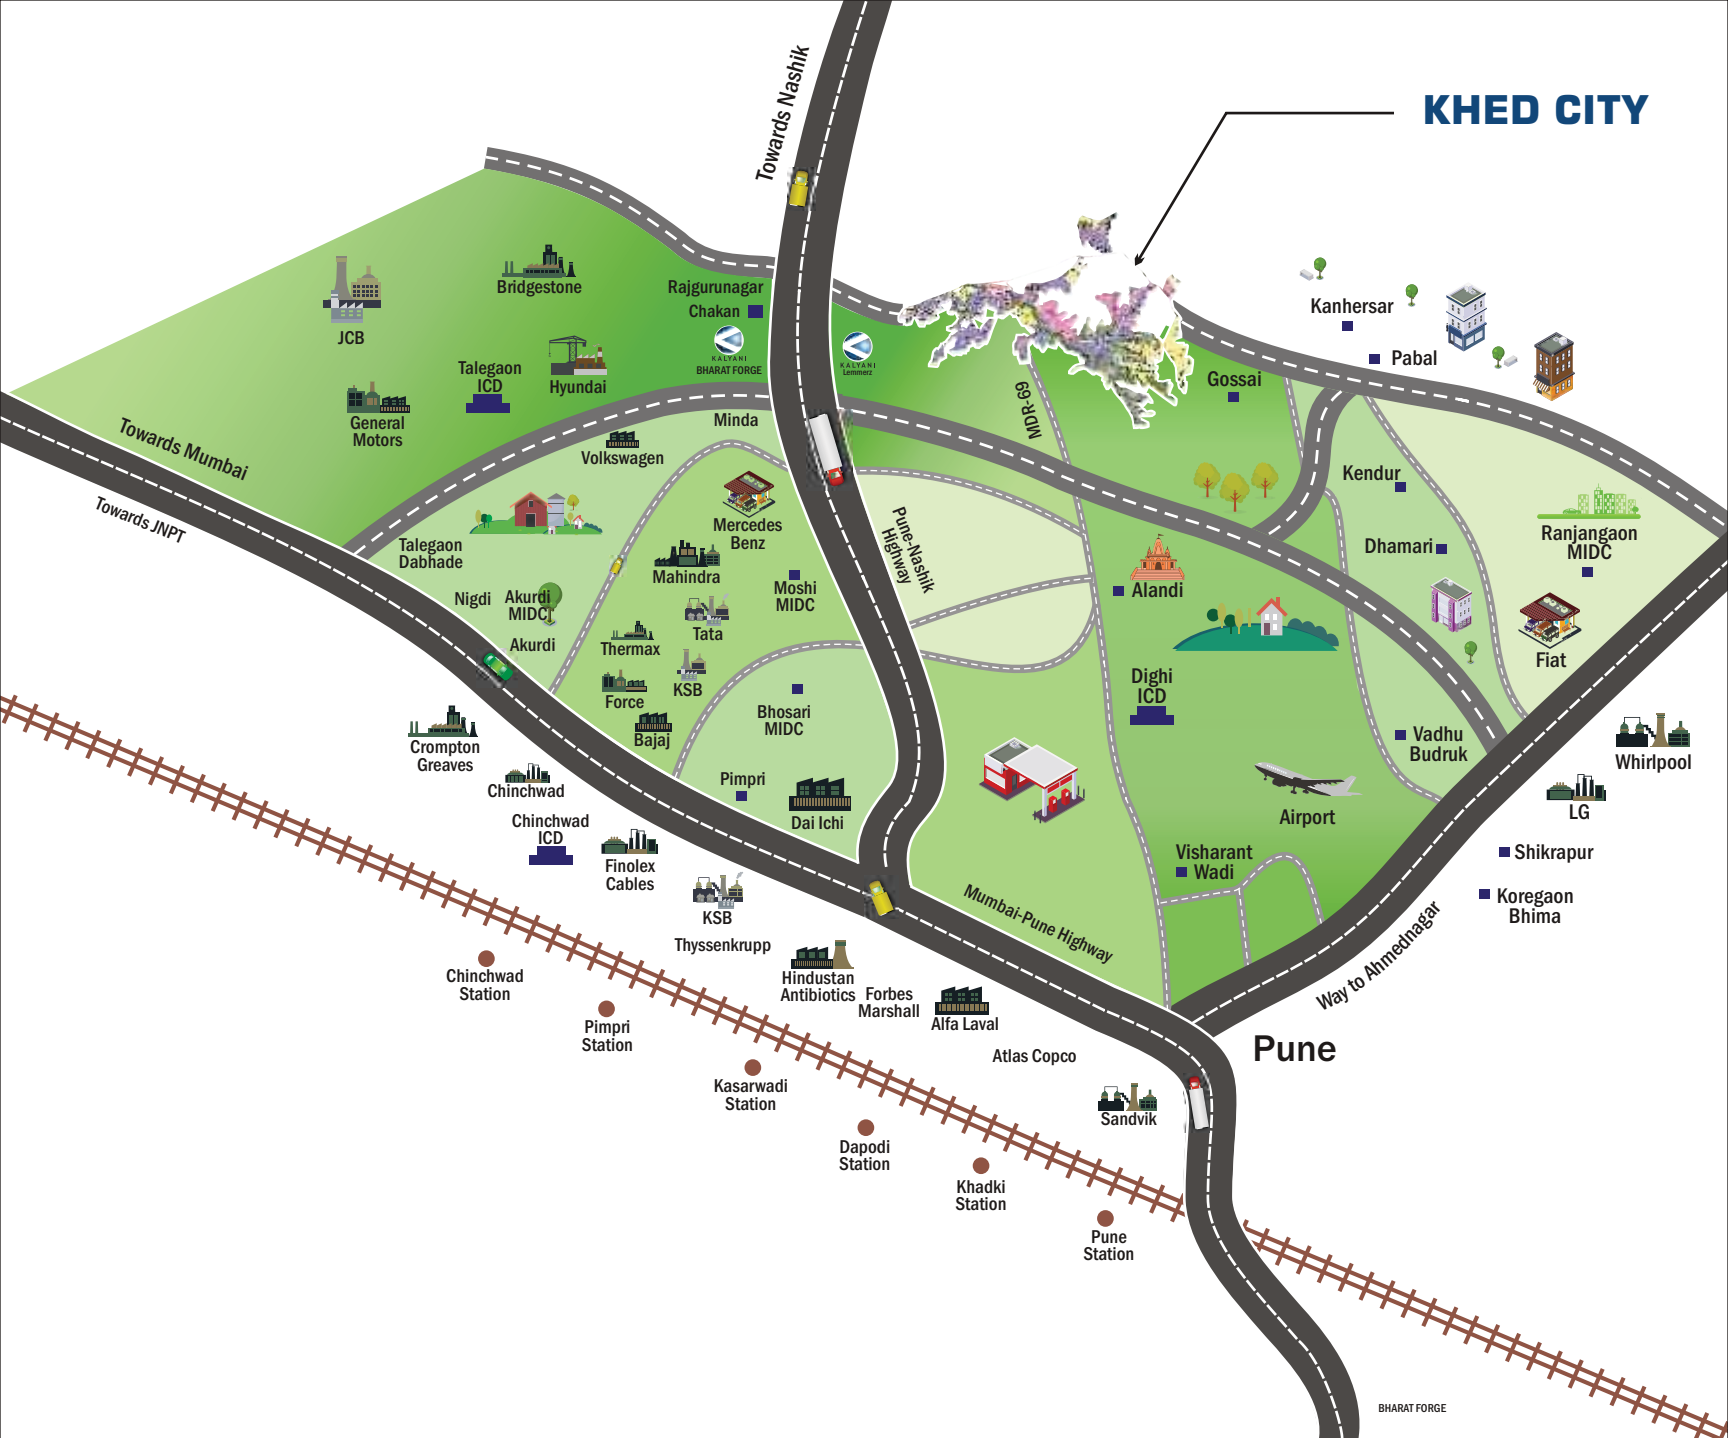 Towards Nashik
KHED CITY
Bridgestone
Rajgurunagar
Chakan
KALYANI
BHARAT FORGE
KALYANI
Lemmerz
JCB
Talegaon
ICD
Hyundai
General
Motors
Kanhersar
Pabal
Gossai
MDR-69
Minda
Volkswagen
Towards Mumbai
Towards JNPT
Mercedes
Benz
Pune-Nashik
Highway
Kendur
Dhamari
Ranjangaon
MIDC
Talegaon
Dabhade
Mahindra
Moshi
MIDC
Alandi
Nigdi
Akurdi
MIDC
Akurdi
Tata
Thermax
KSB
Force
Bajaj
Fiat
Dighi
ICD
Bhosari
MIDC
Crompton
Greaves
Chinchwad
Pimpri
Dai Ichi
Vadhu
Budruk
Whirlpool
LG
Airport
Chinchwad
ICD
Finolex
Cables
Visharant
Wadi
Shikrapur
Koregaon
Bhima
KSB
Thyssenkrupp
Mumbai-Pune Highway
Way to Ahmednagar
Hindustan
Antibiotics
Forbes
Marshall
Alfa Laval
Atlas Copco
Pune
Sandvik
Chinchwad
Station
Pimpri
Station
Kasarwadi
Station
Dapodi
Station
Khadki
Station
Pune
Station
BHARAT FORGE